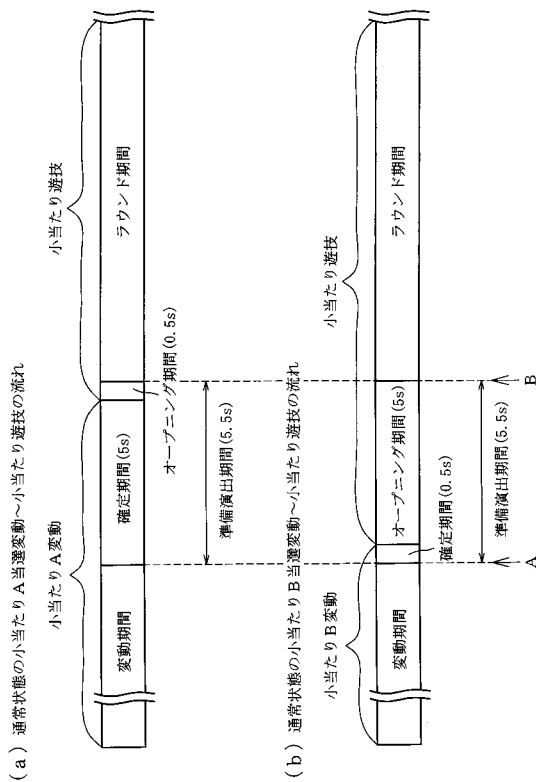 (a) 通常状態の小当たりA当選変動～小当たり遊技の流れ
小当たりA変動
小当たり遊技
変動期間
確定期間(5s)
ラウンド期間
オープニング期間(0.5s)
準備演出期間(5.5s)
(b) 通常状態の小当たりB当選変動～小当たり遊技の流れ
小当たりB変動
小当たり遊技
変動期間
オープニング期間(5s)
ラウンド期間
確定期間(0.5s)
準備演出期間(5.5s)
A
B